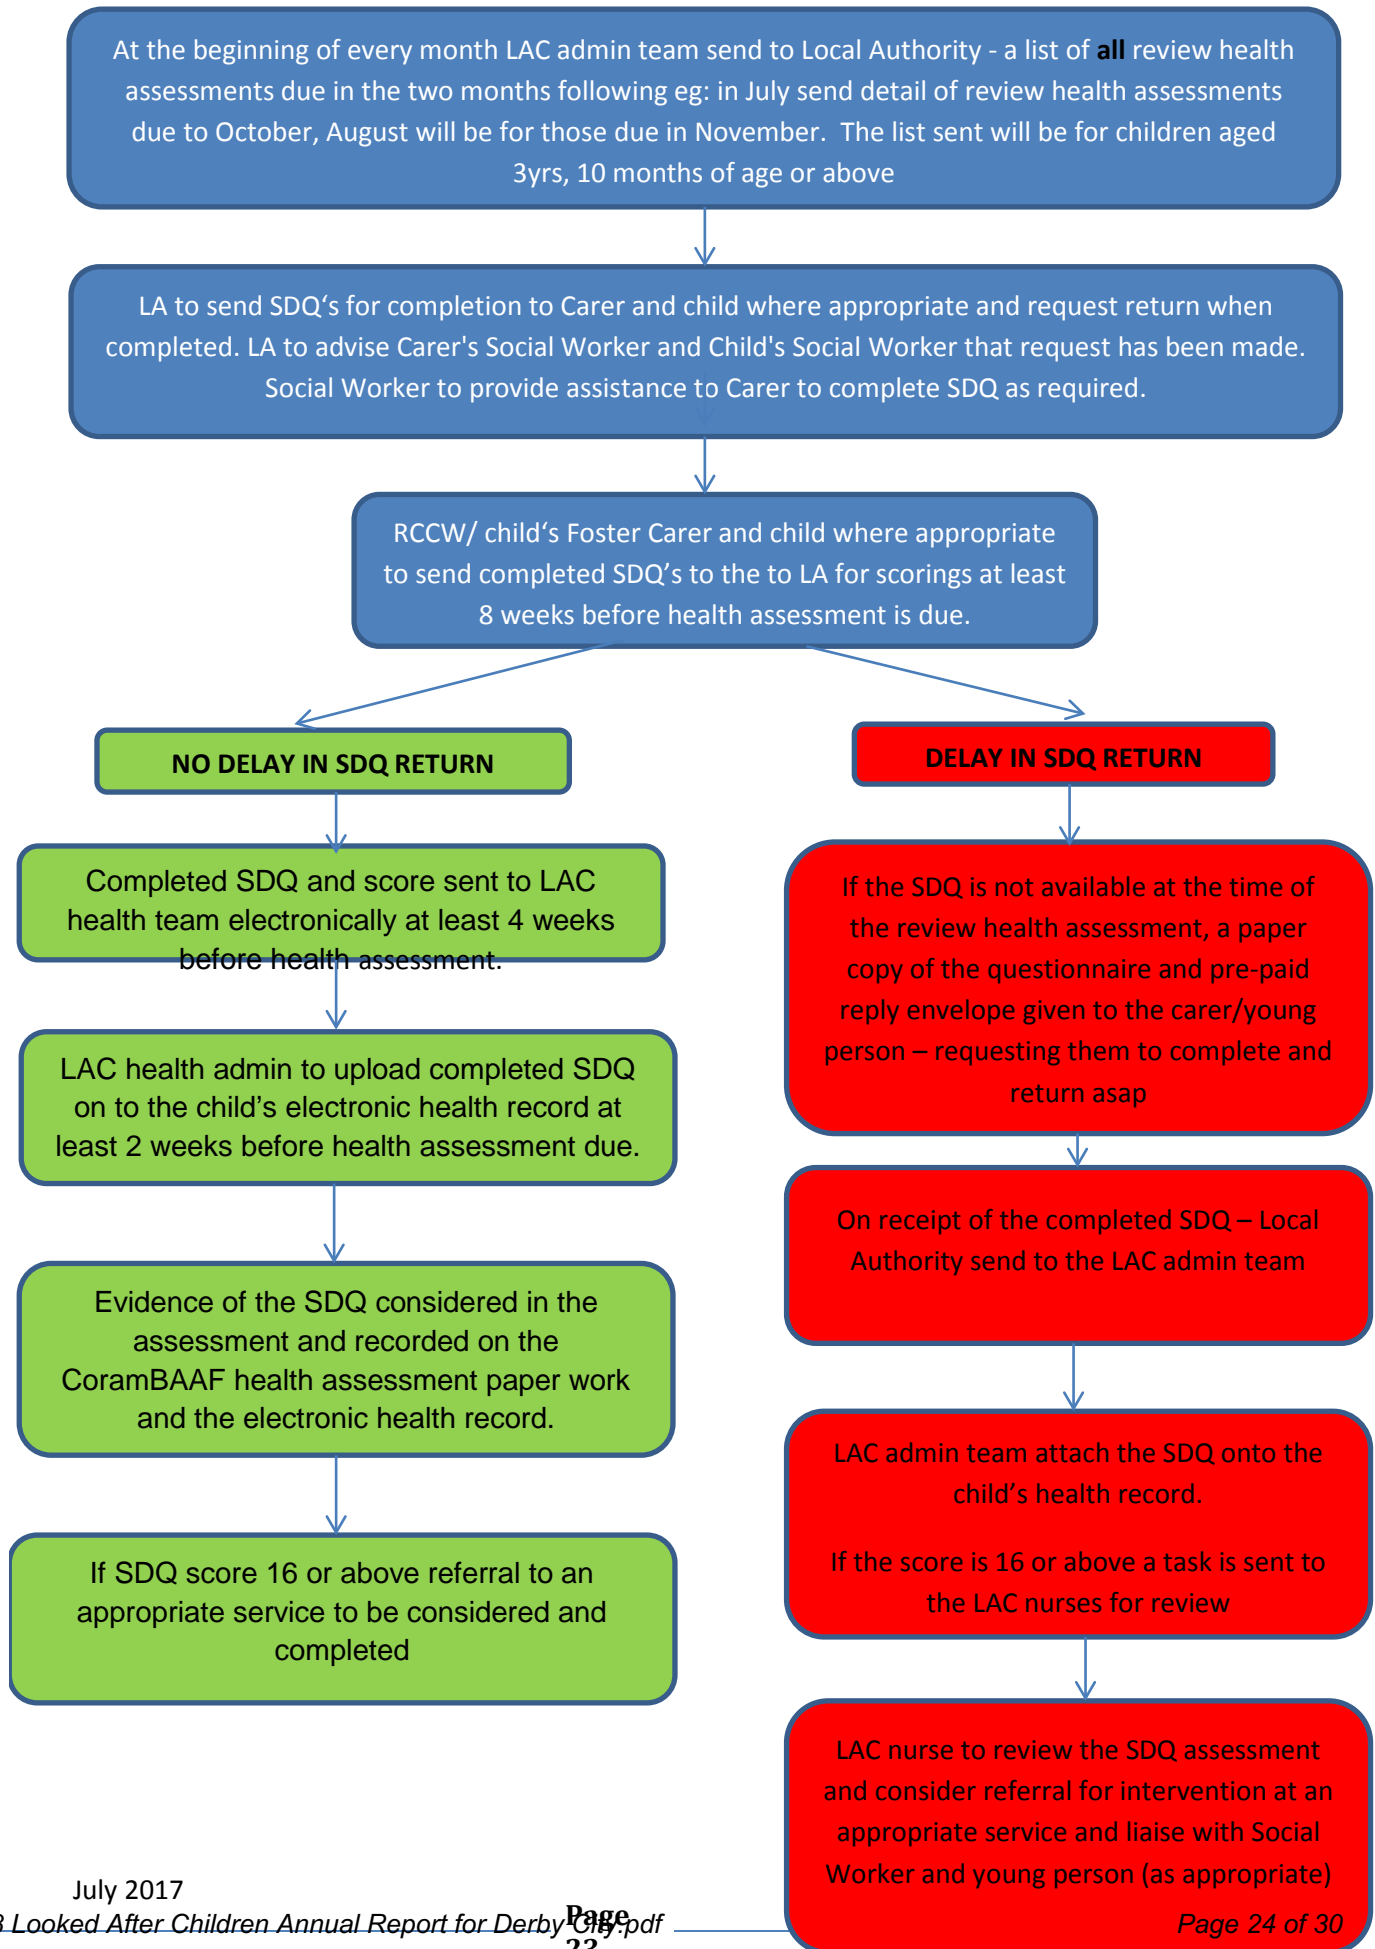 At the beginning of every month LAC admin team send to Local Authority - a list of all review health
assessments due in the two months following eg: in July send detail of review health assessments
due to October, August will be for those due in November.  The list sent will be for children aged
3yrs, 10 months of age or above
LA to send SDQ‘s for completion to Carer and child where appropriate and request return when
completed. LA to advise Carer's Social Worker and Child's Social Worker that request has been made.
Social Worker to provide assistance to Carer to complete SDQ as required.
RCCW/ child‘s Foster Carer and child where appropriate
to send completed SDQ’s to the to LA for scorings at least
8 weeks before health assessment is due.
NO DELAY IN SDQ RETURN
Completed SDQ and score sent to LAC
health team electronically at least 4 weeks
before health assessment.
LAC health admin to upload completed SDQ
on to the child’s electronic health record at
least 2 weeks before health assessment due.
Evidence of the SDQ considered in the
assessment and recorded on the
CoramBAAF health assessment paper work
and the electronic health record.
If SDQ score 16 or above referral to an
appropriate service to be considered and
completed
DELAY IN SDQ RETURN
If the SDQ is not available at the time of
the review health assessment, a paper
copy of the questionnaire and pre-paid
reply envelope given to the carer/young
person – requesting them to complete and
return asap
On receipt of the completed SDQ – Local
Authority send to the LAC admin team
LAC admin team attach the SDQ onto the
child’s health record.
If the score is 16 or above a task is sent to
the LAC nurses for review
LAC nurse to review the SDQ assessment
and consider referral for intervention at an
appropriate service and liaise with Social
Worker and young person (as appropriate)
July 2017
Looked After Children Annual Report for Derby City.pdf
Page
23
Page 24 of 30